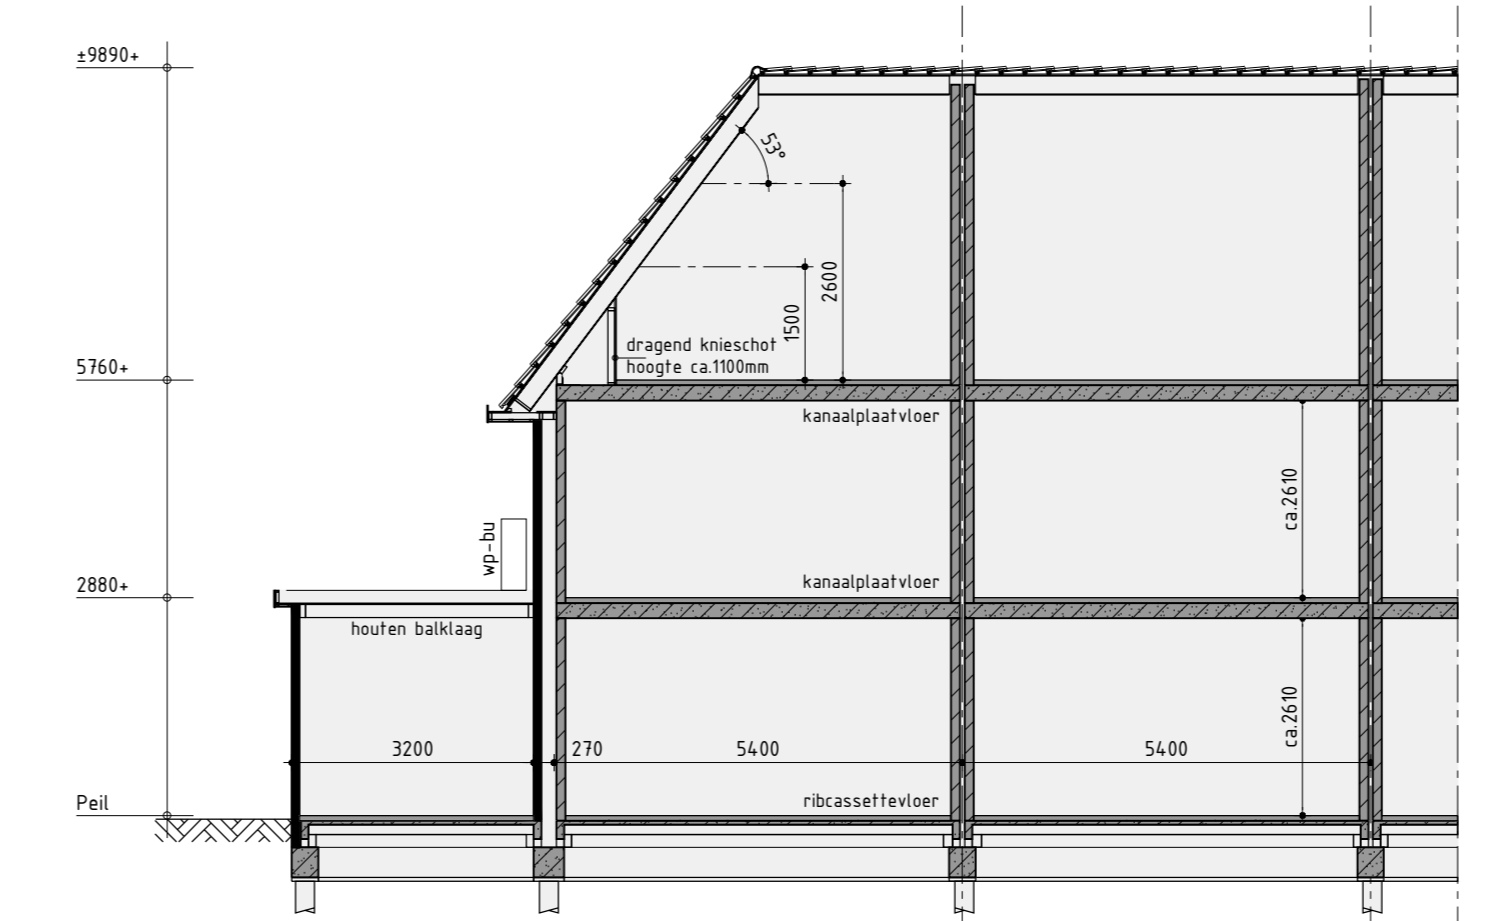 ±9890+
53°
2600
1500
dragend knieschot
hoogte ca.1100mm
5760+
kanaalplaatvloer
ca.2610
wp-bu
kanaalplaatvloer
2880+
houten balklaag
ca.2610
3200
270
5400
5400
Peil
ribcassettevloer